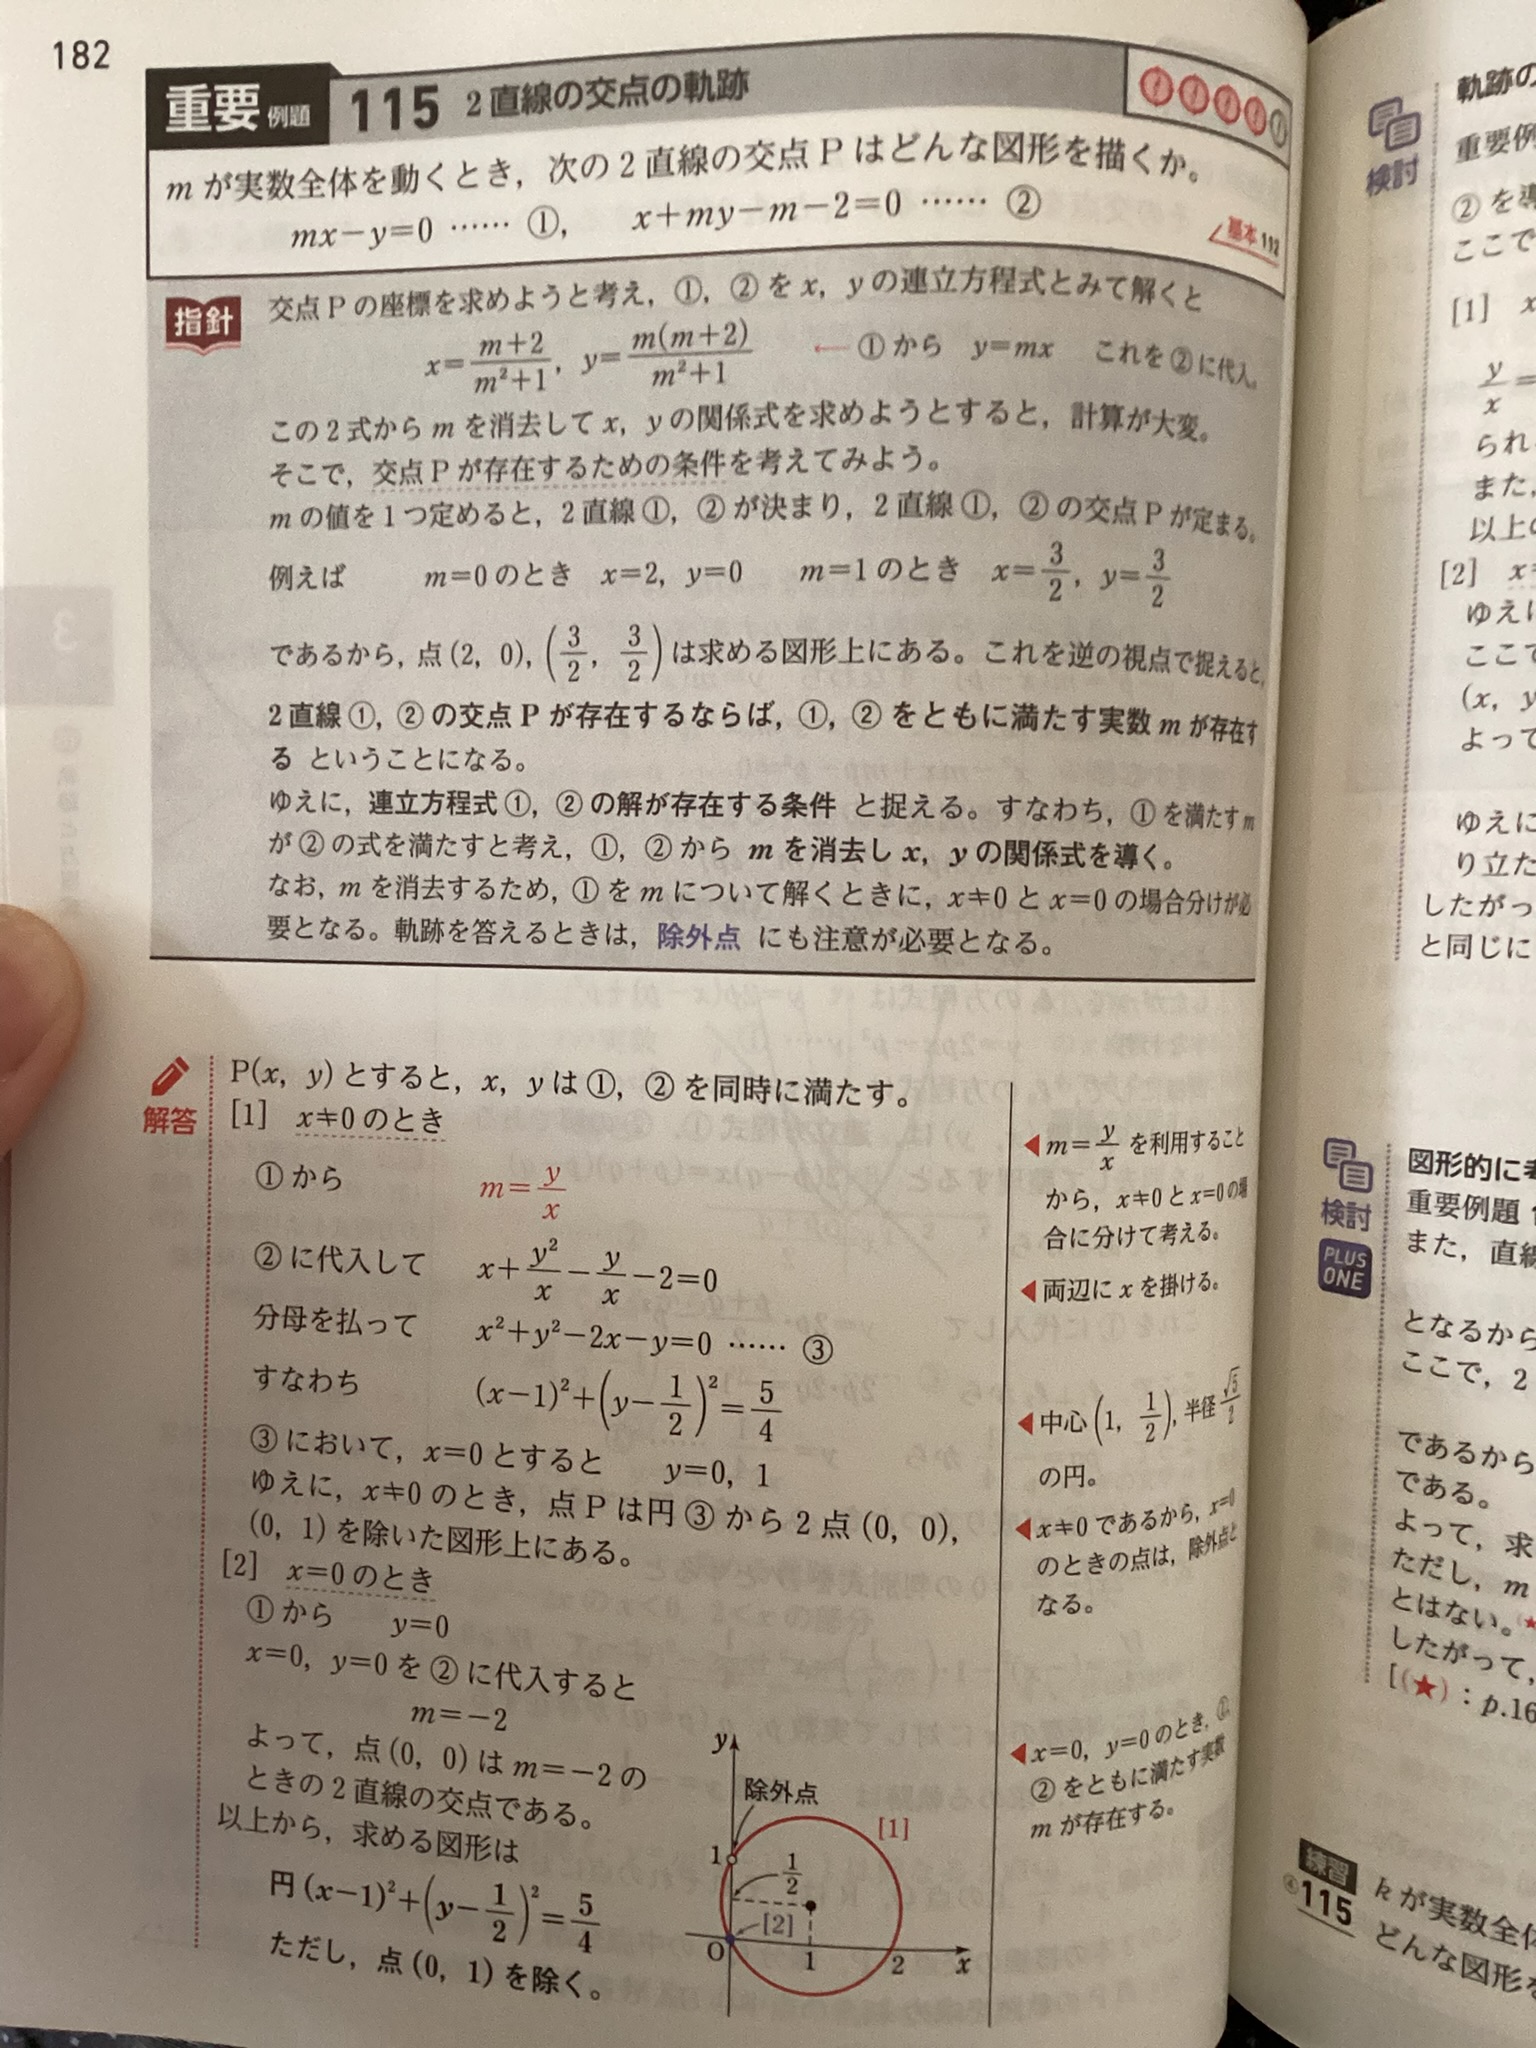 182
重要 例題 115 2直線の交点の軌跡
mが実数全体を動くとき，次の2直線の交点Pはどんな図形を描くか。
mx−y=0 …… ①，　x+my−m−2=0 …… ②
基本 112
指針
交点Pの座標を求めようと考え，①，②をx，yの連立方程式とみて解くと
x=(m+2)/(m²+1)，y=m(m+2)/(m²+1)　←①から　y=mx　これを②に代入。
この2式からmを消去してx，yの関係式を求めようとすると，計算が大変。
そこで，交点Pが存在するための条件を考えてみよう。
mの値を1つ定めると，2直線①，②が決まり，2直線①，②の交点Pが定まる。
例えば　m=0のとき　x=2，y=0　m=1のとき　x=3/2，y=3/2
であるから，点(2，0)，(3/2，3/2)は求める図形上にある。これを逆の視点で捉えると，
2直線①，②の交点Pが存在するならば，①，②をともに満たす実数mが存在す
る ということになる。
ゆえに，連立方程式①，②の解が存在する条件 と捉える。すなわち，①を満たすm
が②の式を満たすと考え，①，②から mを消去しx，yの関係式を導く。
なお，mを消去するため，①をmについて解くときに，x≠0とx=0の場合分けが必
要となる。軌跡を答えるときは，除外点 にも注意が必要となる。
解答
P(x，y)とすると，x，yは①，②を同時に満たす。
[1]　x≠0のとき
①から　m=y/x
②に代入して　x+y²/x−y/x−2=0
分母を払って　x²+y²−2x−y=0 …… ③
すなわち　(x−1)²+(y−1/2)²=5/4
③において，x=0とすると　y=0，1
ゆえに，x≠0のとき，点Pは円③から2点(0，0)，
(0，1)を除いた図形上にある。
[2]　x=0のとき
①から　y=0
x=0，y=0を②に代入すると
m=−2
よって，点(0，0)はm=−2の
ときの2直線の交点である。
以上から，求める図形は
円(x−1)²+(y−1/2)²=5/4
ただし，点(0，1)を除く。
◀m=y/x を利用すること
から，x≠0とx=0の場
合に分けて考える。
◀両辺にxを掛ける。
◀中心(1，1/2)，半径√5/2
の円。
◀x≠0であるから，x=0
のときの点は，除外点と
なる。
◀x=0，y=0のとき，①，
②をともに満たす実数
mが存在する。
y
除外点
[1]
1
1/2
[2]
O
1
2
x
検討
軌跡の
重要例
②を導
ここで
[1]　x
y/x=
られ
また，
以上の
[2]　x=
ゆえに
ここで
(x，y
よって
ゆえに
り立た
したがっ
と同じに
検討
PLUS
ONE
図形的に考
重要例題
また，直線
となるから
ここで，2
であるから
である。
よって，求
ただし，m
とはない。(★
したがって，
[(★)：p.16
練習
④115
kが実数全体
どんな図形を